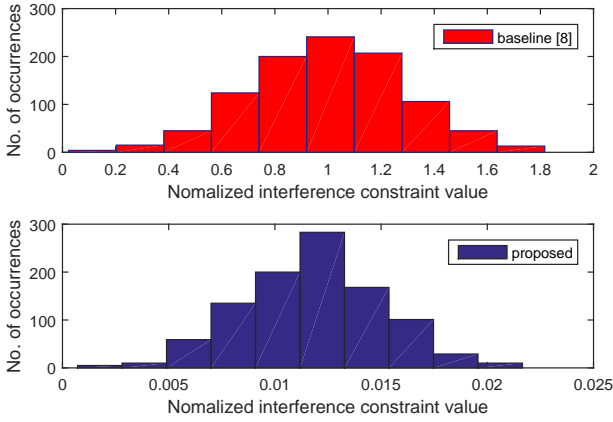 300
200
100
0
No. of occurrences
baseline [8]
0 0.2 0.4 0.6 0.8 1 1.2 1.4 1.6 1.8 2
Nomalized interference constraint value
300
200
100
0
No. of occurrences
proposed
0 0.005 0.01 0.015 0.02 0.025
Nomalized interference constraint value